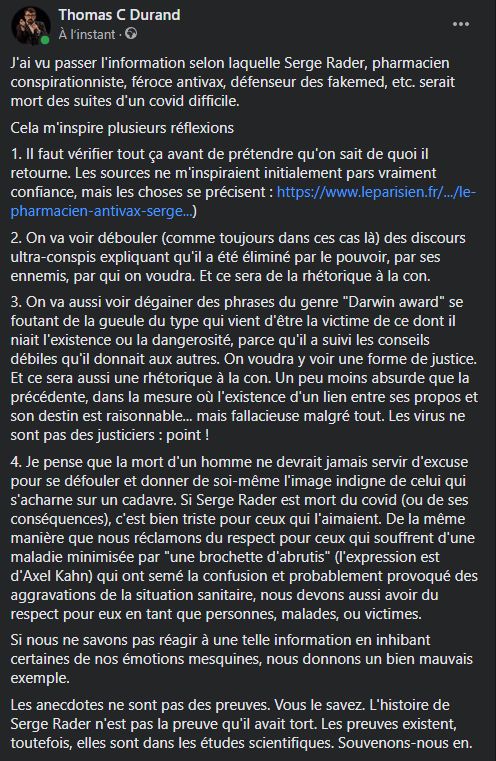 Thomas C Durand
À l'instant ·
J'ai vu passer l'information selon laquelle Serge Rader, pharmacien
conspirationniste, féroce antivax, défenseur des fakemed, etc. serait
mort des suites d'un covid difficile.
Cela m'inspire plusieurs réflexions
1. Il faut vérifier tout ça avant de prétendre qu'on sait de quoi il
retourne. Les sources ne m'inspiraient initialement pars vraiment
confiance, mais les choses se précisent : https://www.leparisien.fr/.../le-
pharmacien-antivax-serge...)
2. On va voir débouler (comme toujours dans ces cas là) des discours
ultra-conspis expliquant qu'il a été éliminé par le pouvoir, par ses
ennemis, par qui on voudra. Et ce sera de la rhétorique à la con.
3. On va aussi voir dégainer des phrases du genre "Darwin award" se
foutant de la gueule du type qui vient d'être la victime de ce dont il
niait l'existence ou la dangerosité, parce qu'il a suivi les conseils
débiles qu'il donnait aux autres. On voudra y voir une forme de justice.
Et ce sera aussi une rhétorique à la con. Un peu moins absurde que la
précédente, dans la mesure où l'existence d'un lien entre ses propos et
son destin est raisonnable... mais fallacieuse malgré tout. Les virus ne
sont pas des justiciers : point !
4. Je pense que la mort d'un homme ne devrait jamais servir d'excuse
pour se défouler et donner de soi-même l'image indigne de celui qui
s'acharne sur un cadavre. Si Serge Rader est mort du covid (ou de ses
conséquences), c'est bien triste pour ceux qui l'aimaient. De la même
manière que nous réclamons du respect pour ceux qui souffrent d'une
maladie minimisée par "une brochette d'abrutis" (l'expression est
d'Axel Kahn) qui ont semé la confusion et probablement provoqué des
aggravations de la situation sanitaire, nous devons aussi avoir du
respect pour eux en tant que personnes, malades, ou victimes.
Si nous ne savons pas réagir à une telle information en inhibant
certaines de nos émotions mesquines, nous donnons un bien mauvais
exemple.
Les anecdotes ne sont pas des preuves. Vous le savez. L'histoire de
Serge Rader n'est pas la preuve qu'il avait tort. Les preuves existent,
toutefois, elles sont dans les études scientifiques. Souvenons-nous en.